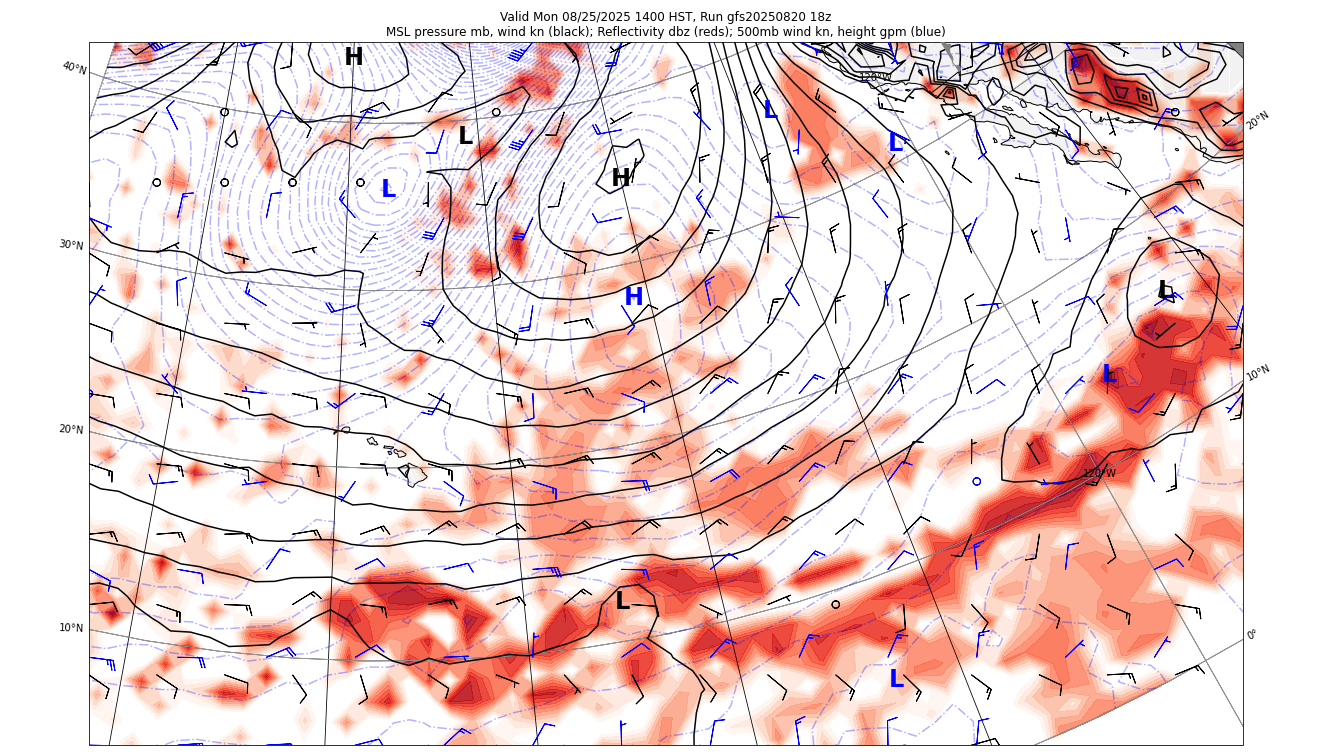 Valid Mon 08/25/2025 1400 HST, Run gfs20250820 18z
MSL pressure mb, wind kn (black); Reflectivity dbz (reds); 500mb wind kn, height gpm (blue)
H
40°N
120°W
L
20°N
L
L
H
L
30°N
L
H
L
10°N
20°N
120°W
L
10°N
0°
L